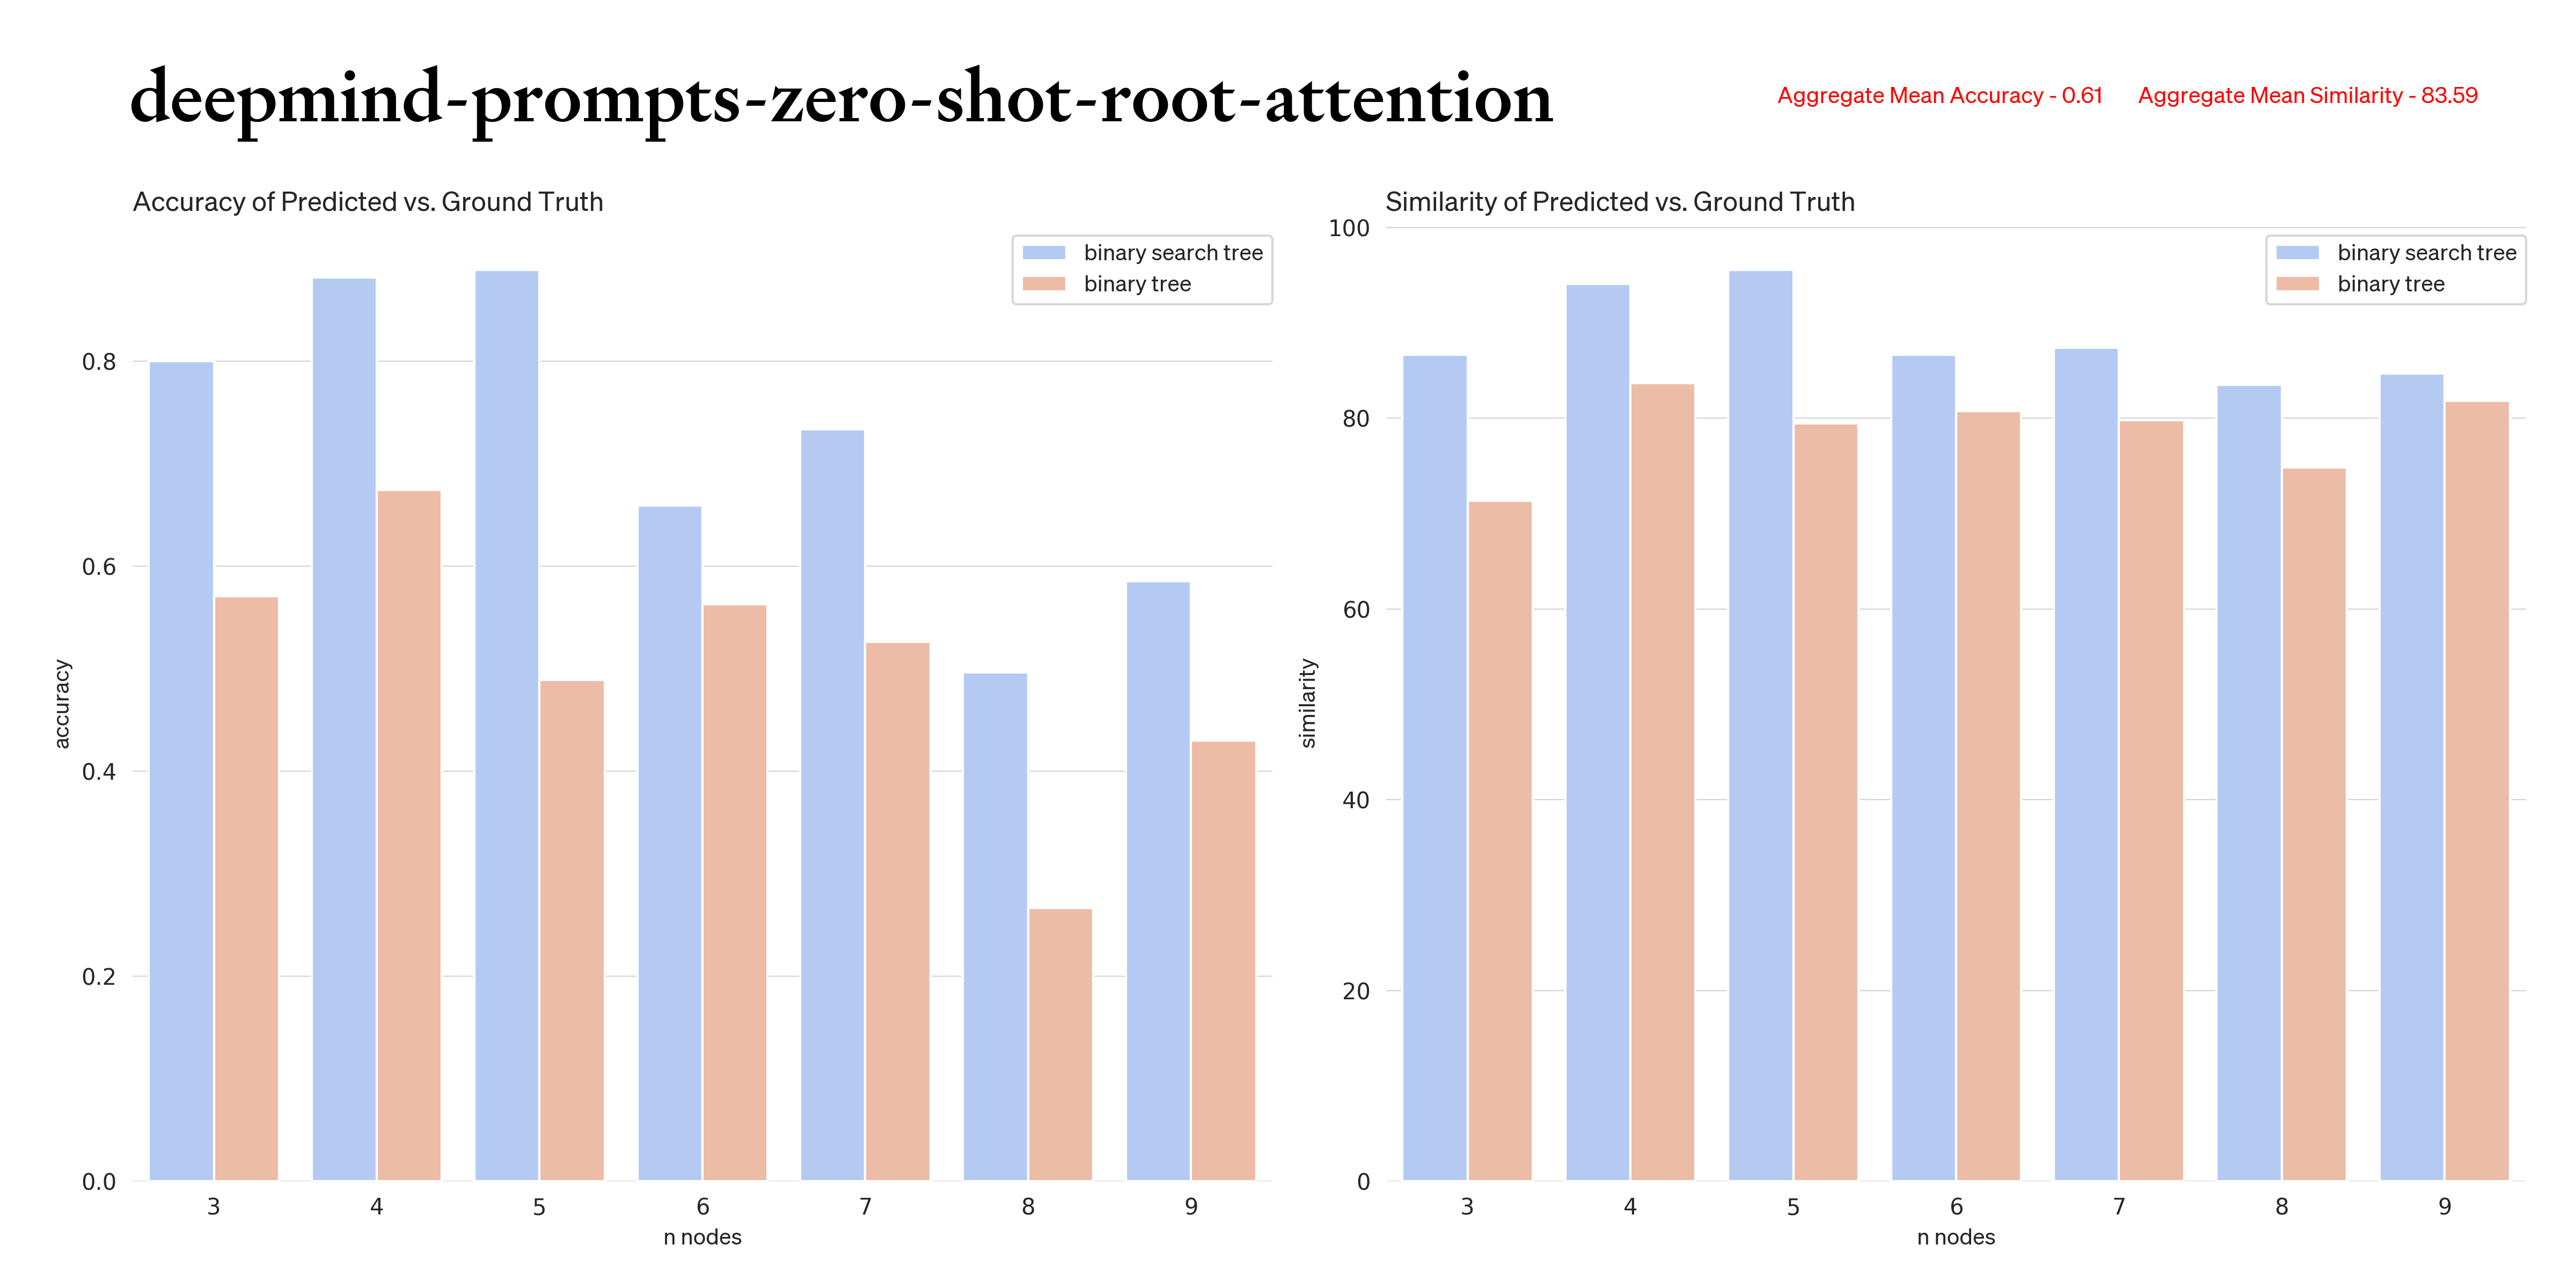 deepmind-prompts-zero-shot-root-attention
Aggregate Mean Accuracy - 0.61
Aggregate Mean Similarity - 83.59
Accuracy of Predicted vs. Ground Truth
binary search tree
binary tree
accuracy
0.8
0.6
0.4
0.2
0.0
3 4 5 6 7 8 9
n nodes
Similarity of Predicted vs. Ground Truth
binary search tree
binary tree
similarity
100
80
60
40
20
0
3 4 5 6 7 8 9
n nodes